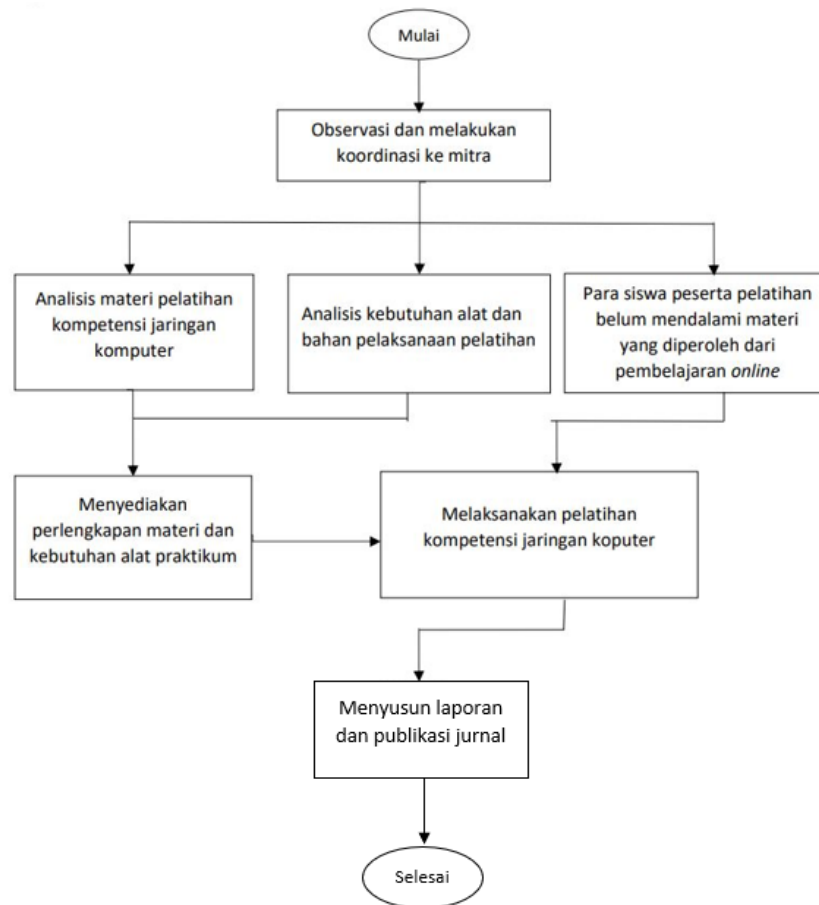 Mulai
Observasi dan melakukan
koordinasi ke mitra
Analisis materi pelatihan
kompetensi jaringan
komputer
Analisis kebutuhan alat dan
bahan pelaksanaan pelatihan
Para siswa peserta pelatihan
belum mendalami materi
yang diperoleh dari
pembelajaran online
Menyediakan
perlengkapan materi dan
kebutuhan alat praktikum
Melaksanakan pelatihan
kompetensi jaringan koputer
Menyusun laporan
dan publikasi jurnal
Selesai